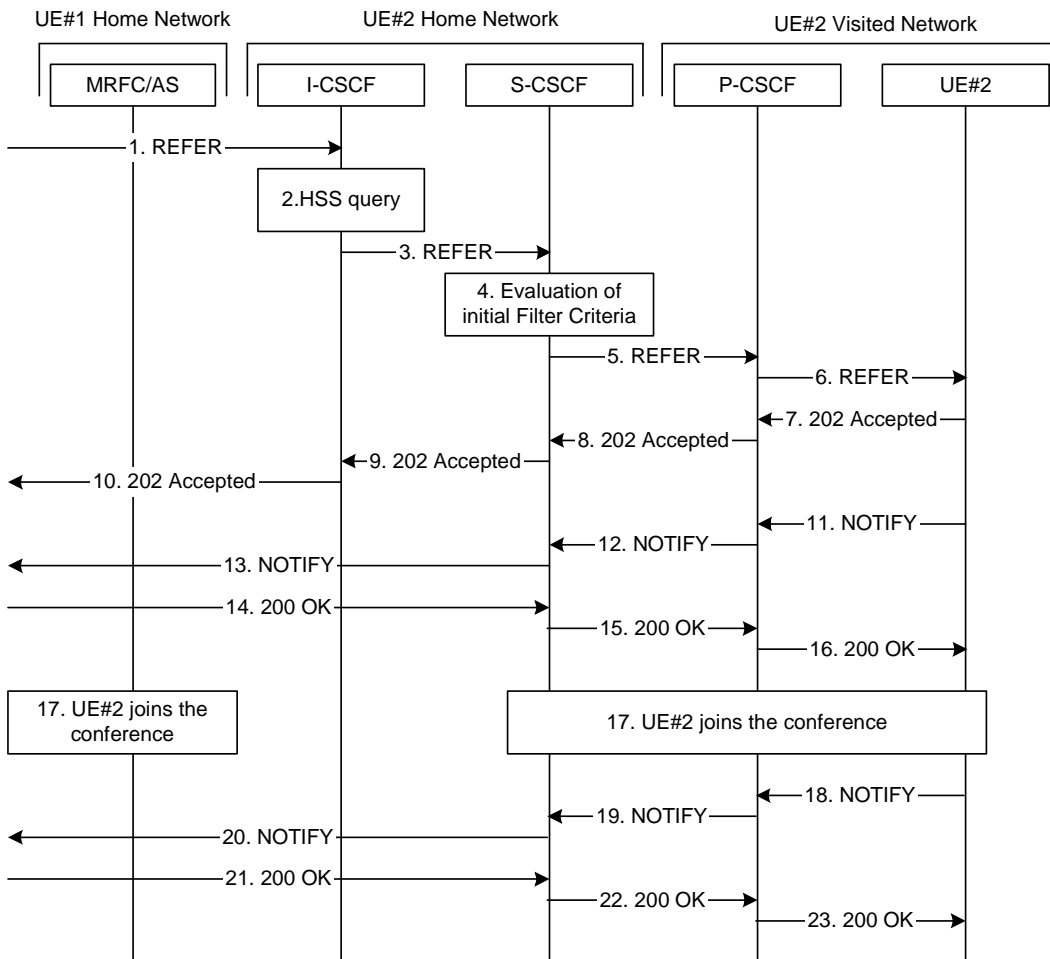 UE#1 Home Network
UE#2 Home Network
UE#2 Visited Network
MRFC/AS
I-CSCF
S-CSCF
P-CSCF
UE#2
1. REFER
2.HSS query
3. REFER
4. Evaluation of
initial Filter Criteria
5. REFER
6. REFER
7. 202 Accepted
8. 202 Accepted
9. 202 Accepted
10. 202 Accepted
11. NOTIFY
12. NOTIFY
13. NOTIFY
14. 200 OK
15. 200 OK
16. 200 OK
17. UE#2 joins the
conference
17. UE#2 joins the conference
18. NOTIFY
19. NOTIFY
20. NOTIFY
21. 200 OK
22. 200 OK
23. 200 OK